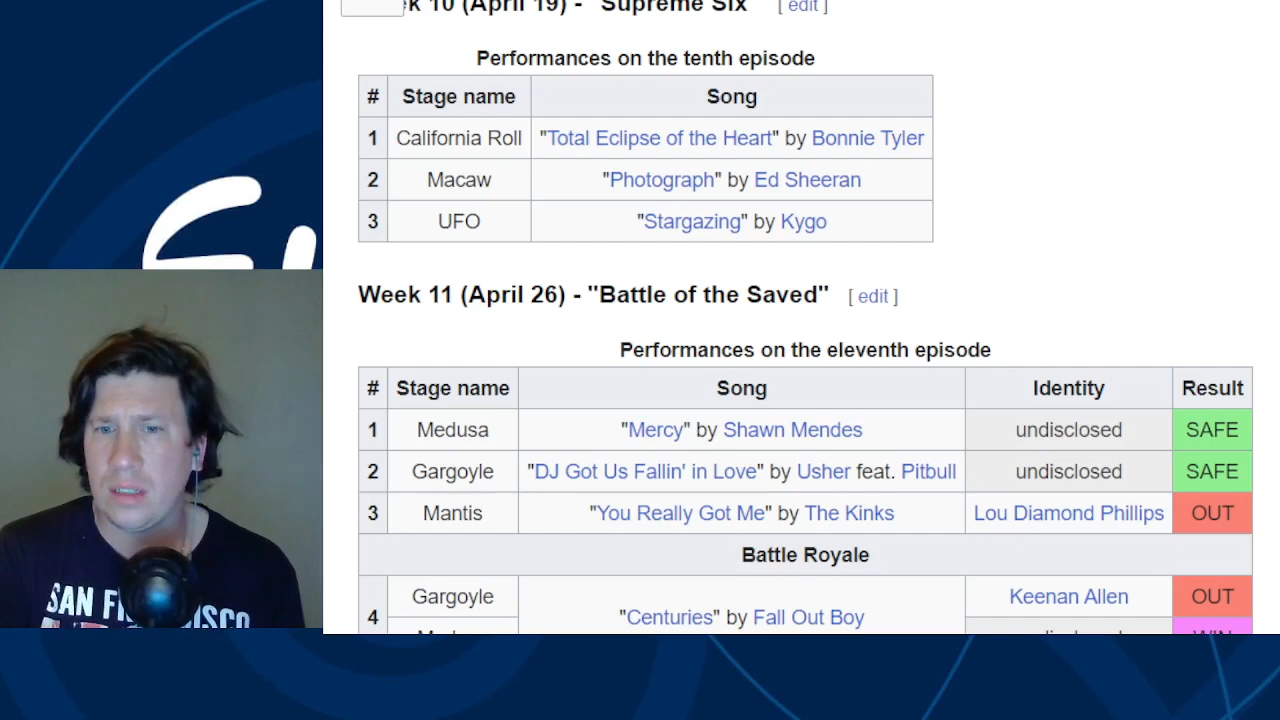 k 10 (April 19) - "Supreme Six" [ edit ]
Performances on the tenth episode
# Stage name Song
1 California Roll "Total Eclipse of the Heart" by Bonnie Tyler
2 Macaw "Photograph" by Ed Sheeran
3 UFO "Stargazing" by Kygo
Week 11 (April 26) - "Battle of the Saved" [ edit ]
Performances on the eleventh episode
# Stage name Song Identity Result
1 Medusa "Mercy" by Shawn Mendes undisclosed SAFE
2 Gargoyle "DJ Got Us Fallin' in Love" by Usher feat. Pitbull undisclosed SAFE
3 Mantis "You Really Got Me" by The Kinks Lou Diamond Phillips OUT
Battle Royale
Gargoyle Keenan Allen OUT
4 "Centuries" by Fall Out Boy
SAN F